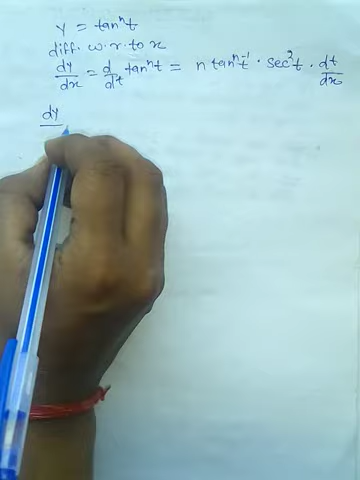 y = tanⁿt
diff. w.r. to x
dy/dx = d/dt tanⁿt = n tanⁿ⁻¹t · sec²t · dt/dx
dy